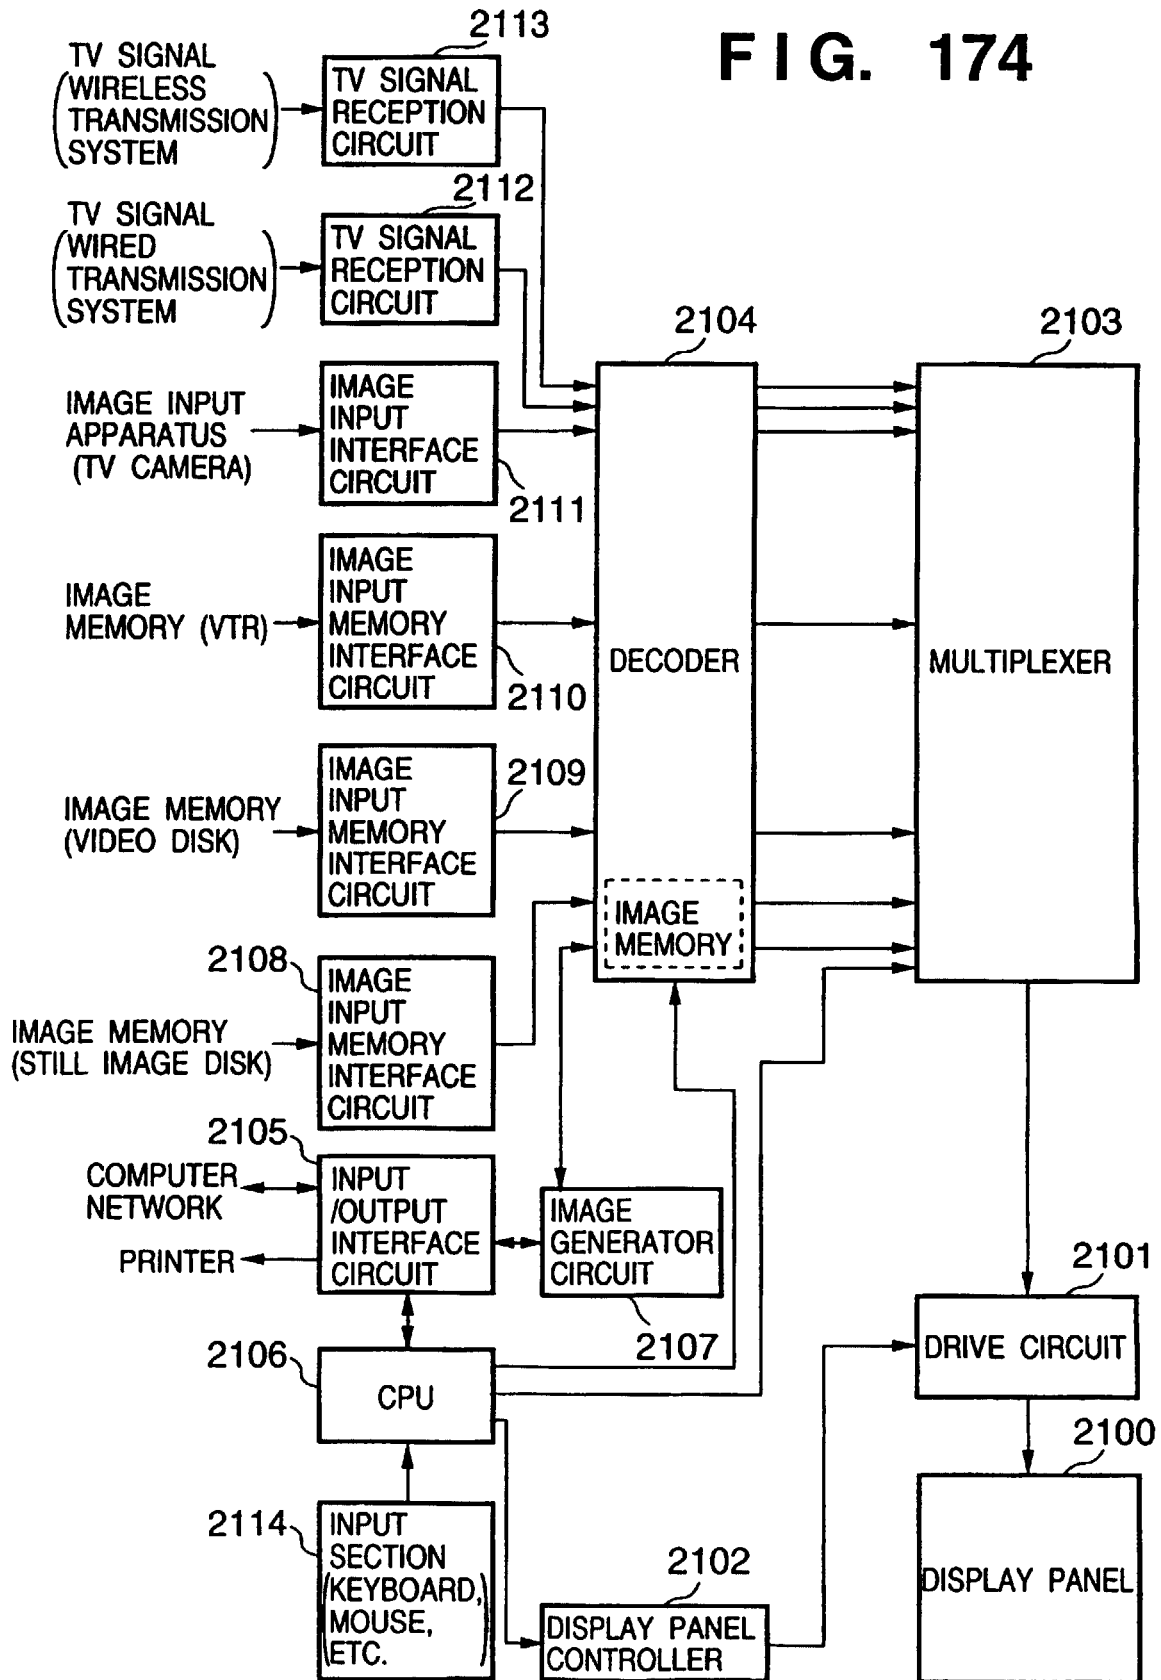 FIG. 174
2113
TV SIGNAL
(WIRELESS
TRANSMISSION
SYSTEM)
TV SIGNAL
RECEPTION
CIRCUIT
2112
TV SIGNAL
(WIRED
TRANSMISSION
SYSTEM)
TV SIGNAL
RECEPTION
CIRCUIT
2104
2103
IMAGE INPUT
APPARATUS
(TV CAMERA)
IMAGE
INPUT
INTERFACE
CIRCUIT
2111
IMAGE
MEMORY (VTR)
IMAGE
INPUT
MEMORY
INTERFACE
CIRCUIT
2110
DECODER
MULTIPLEXER
IMAGE MEMORY
(VIDEO DISK)
IMAGE
INPUT
MEMORY
INTERFACE
CIRCUIT
2109
IMAGE
MEMORY
2108
IMAGE MEMORY
(STILL IMAGE DISK)
IMAGE
INPUT
MEMORY
INTERFACE
CIRCUIT
2105
COMPUTER
NETWORK
PRINTER
INPUT
/OUTPUT
INTERFACE
CIRCUIT
IMAGE
GENERATOR
CIRCUIT
2107
2101
DRIVE CIRCUIT
2106
CPU
2100
DISPLAY PANEL
2114
INPUT
SECTION
(KEYBOARD,
MOUSE,
ETC.)
2102
DISPLAY PANEL
CONTROLLER